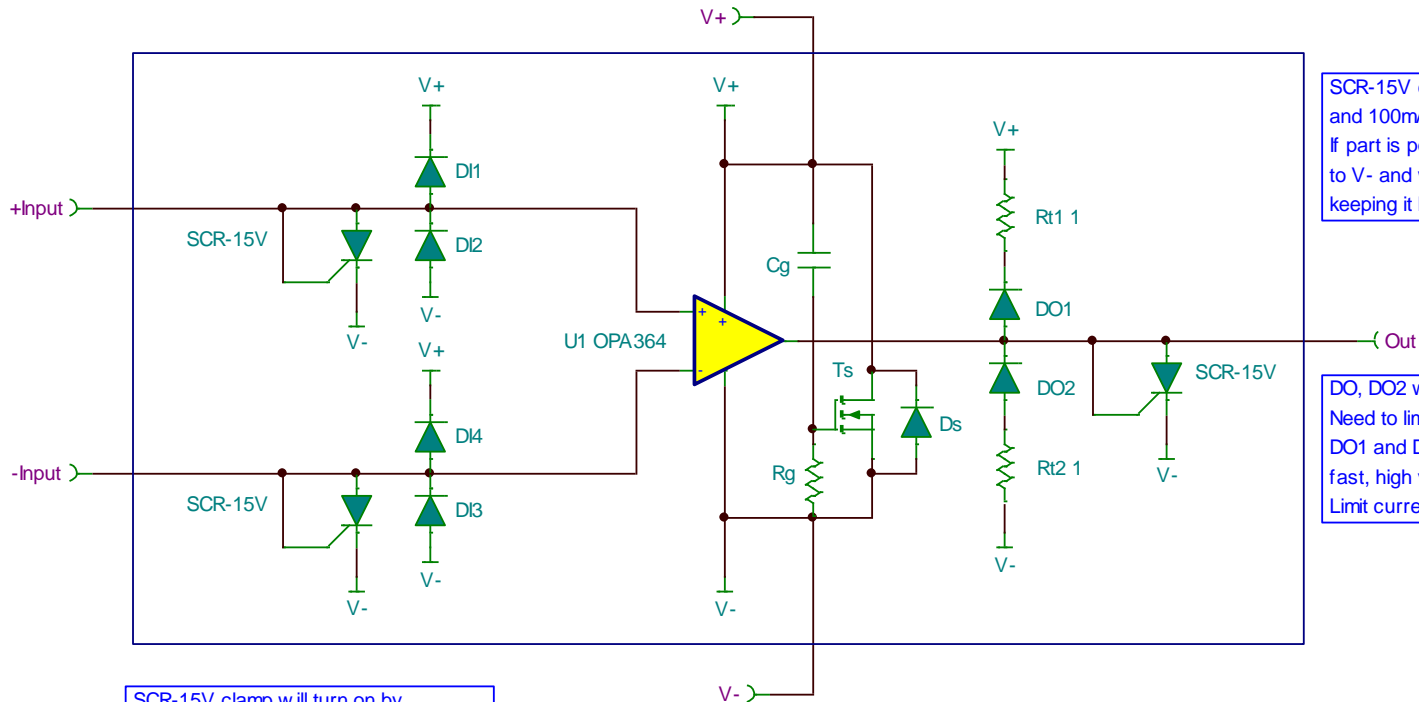 V+
V+
V+
SCR-15V
and 100m
If part is
to V- and
keeping it
V+
DI1
+Input
Rt1 1
SCR-15V
DI2
Cg
V-
DO1
V-
U1 OPA364
Out
V+
Ts
SCR-15V
DO2
DO, DO2
Need to
DO1 and
fast, high
Limit
DI4
Ds
-Input
Rg
Rt2 1
V-
SCR-15V
DI3
V-
V-
V-
V-
SCR-15V clamp will turn on by
V-